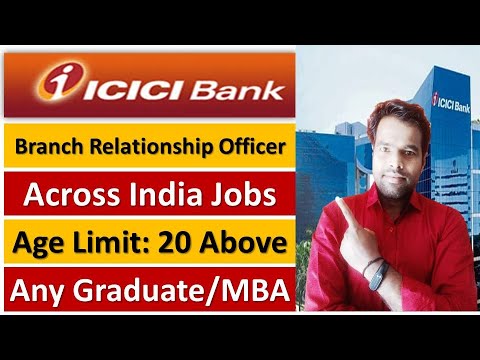 ICICI Bank
ICICI Bank
Branch Relationship Officer
Across India Jobs
Age Limit: 20 Above
Any Graduate/MBA